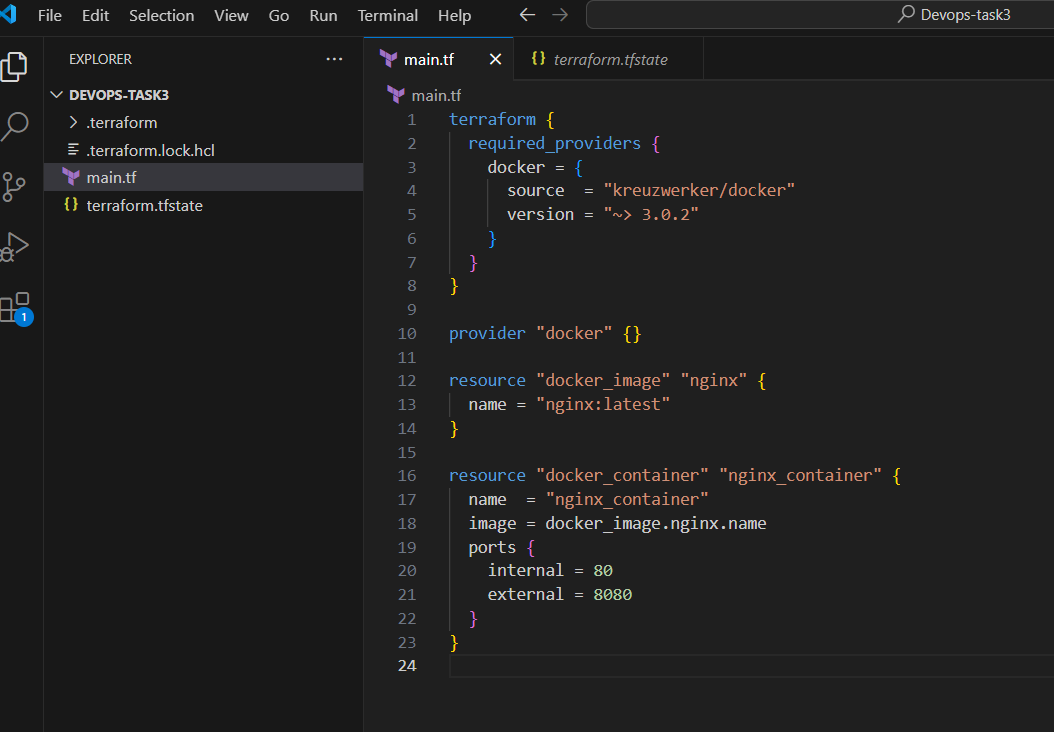 File Edit Selection View Go Run Terminal Help
Devops-task3
EXPLORER
DEVOPS-TASK3
.terraform
.terraform.lock.hcl
main.tf
terraform.tfstate
1
main.tf
terraform.tfstate
main.tf
1 terraform {
2   required_providers {
3     docker = {
4       source  = "kreuzwerker/docker"
5       version = "~> 3.0.2"
6     }
7   }
8 }
9
10 provider "docker" {}
11
12 resource "docker_image" "nginx" {
13   name = "nginx:latest"
14 }
15
16 resource "docker_container" "nginx_container" {
17   name  = "nginx_container"
18   image = docker_image.nginx.name
19   ports {
20     internal = 80
21     external = 8080
22   }
23 }
24